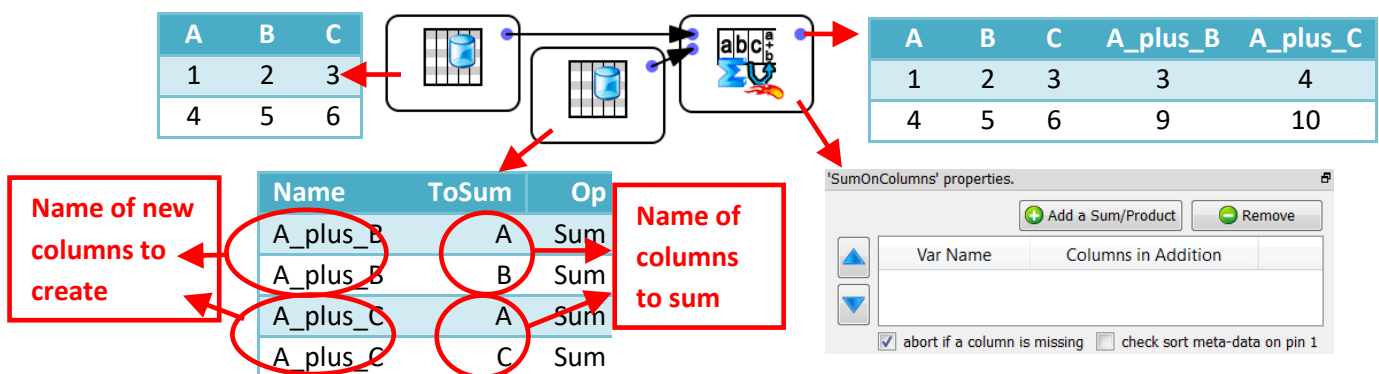 A B C
1 2 3
4 5 6
abc a+b
A B C A_plus_B A_plus_C
1 2 3 3 4
4 5 6 9 10
Name of new
columns to
create
Name ToSum Op
A_plus_B A Sum
A_plus_B B Sum
A_plus_C A Sum
A_plus_C C Sum
Name of
columns
to sum
'SumOnColumns' properties.
Add a Sum/Product Remove
Var Name Columns in Addition
abort if a column is missing check sort meta-data on pin 1